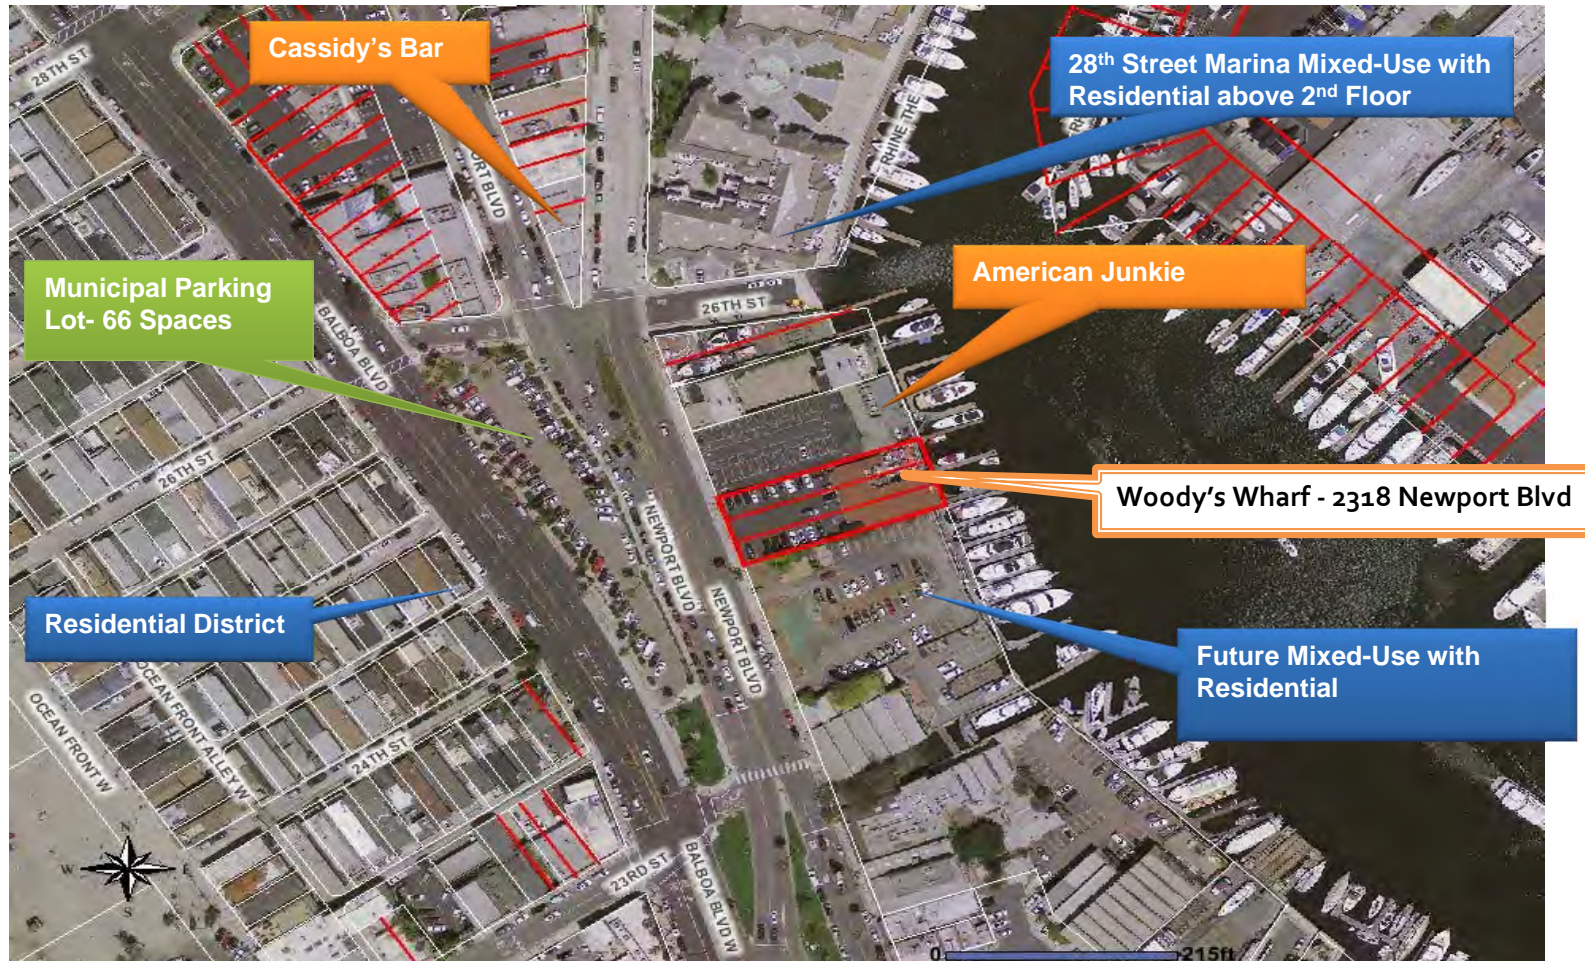 28TH ST
Cassidy's Bar
28th Street Marina Mixed-Use with
Residential above 2nd Floor
RHINE THE
NEWPORT BLVD
American Junkie
Municipal Parking
Lot- 66 Spaces
26TH ST
BALBOA BLVD
26TH ST
Woody's Wharf - 2318 Newport Blvd
NEWPORT BLVD
NEWPORT BLVD
Residential District
Future Mixed-Use with
Residential
OCEAN FRONT W
OCEAN FRONT ALLEY W
24TH ST
23RD ST
BALBOA BLVD W
N
W
E
S
0
215ft